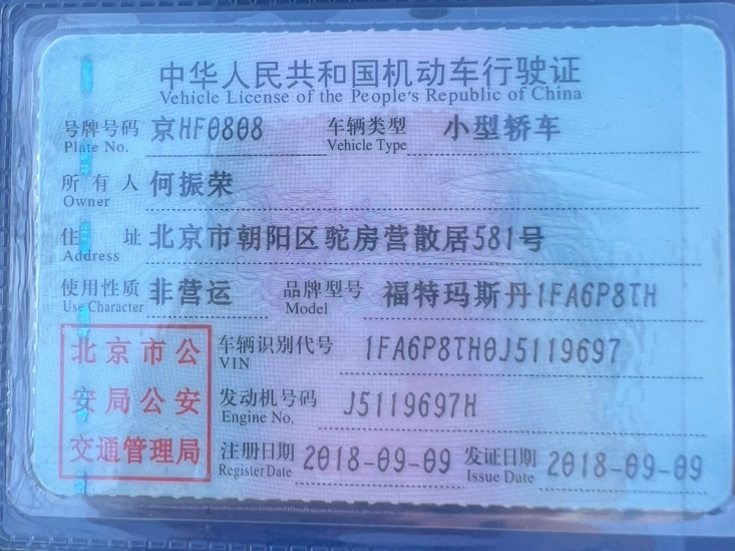 中华人民共和国机动车行驶证
Vehicle License of the People's Republic of China
号牌号码 京HF0808 车辆类型 小型轿车
Plate No. Vehicle Type
所有人 何振荣
Owner
住址 北京市朝阳区驼房营散居581号
Address
使用性质 非营运 品牌型号 福特玛斯丹1FA6P8TH
Use Character Model
北京市公 车辆识别代号 1FA6P8TH0J5119697
VIN
安局公安 发动机号码 J5119697H
Engine No.
交通管理局 注册日期 2018-09-09 发证日期 2018-09-09
Register Date Issue Date